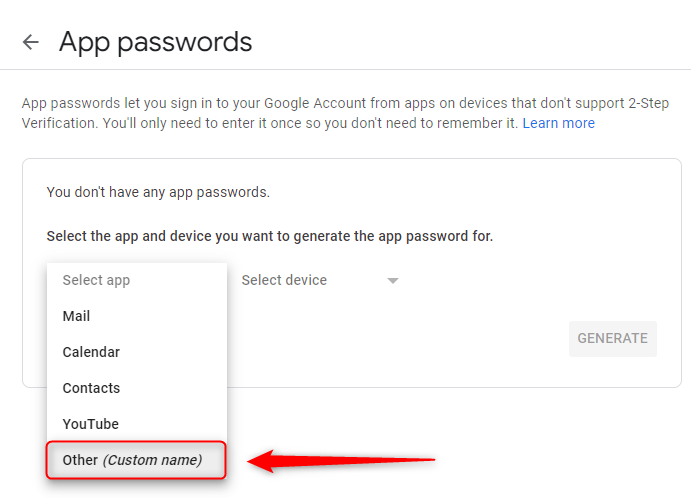 App passwords
App passwords let you sign in to your Google Account from apps on devices that don't support 2-Step
Verification. You'll only need to enter it once so you don't need to remember it. Learn more
You don't have any app passwords.
Select the app and device you want to generate the app password for.
Select app
Select device
Mail
Calendar
Contacts
YouTube
Other (Custom name)
GENERATE